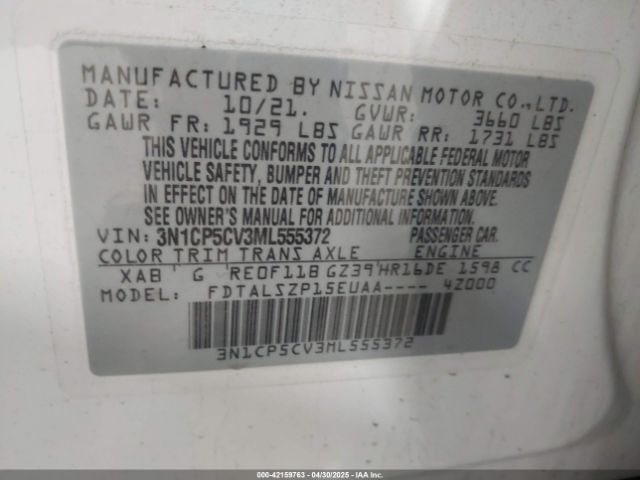 MANUFACTURED BY NISSAN MOTOR CO., LTD.
DATE: 10/21. GVWR: 3660 LBS
GAWR FR: 1929 LBS GAWR RR: 1731 LBS
THIS VEHICLE CONFORMS TO ALL APPLICABLE FEDERAL MOTOR
VEHICLE SAFETY, BUMPER AND THEFT PREVENTION STANDARDS
IN EFFECT ON THE DATE OF MANUFACTURE SHOWN ABOVE.
SEE OWNER'S MANUAL FOR ADDITIONAL INFORMATION.
VIN: 3N1CP5CV3ML555372 PASSENGER CAR.
COLOR TRIM TRANS AXLE ENGINE
XAB G RE0F11B GZ39 HR16DE 1598 CC
MODEL: FDTALSZP15EUAA---- 42000
3N1CP5CV3ML555372
000-42159763 - 04/30/2025 - IAAI.COM